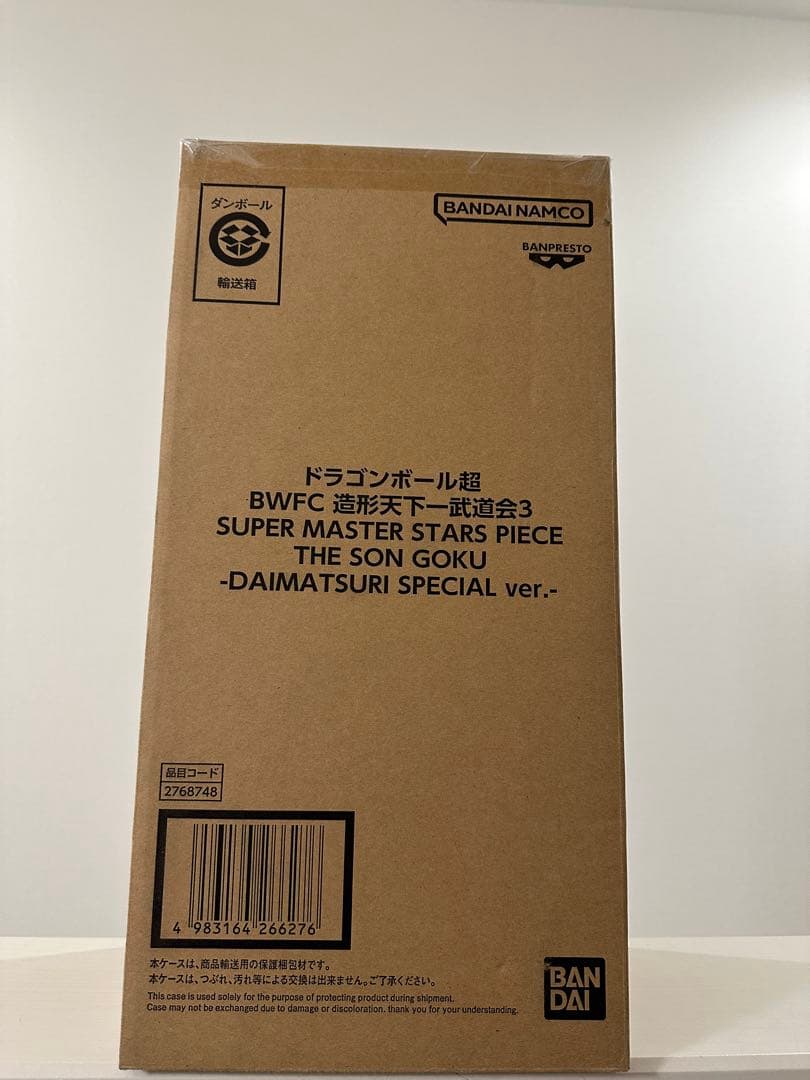 ダンボール
輸送箱
BANDAI NAMCO
BANPRESTO
ドラゴンボール超
BWFC 造形天下一武道会3
SUPER MASTER STARS PIECE
THE SON GOKU
-DAIMATSURI SPECIAL ver.-
品目コード
2768748
4 983164 266276
本ケースは、商品輸送用の保護梱包材です。
本ケースは、つぶれ、汚れ等による交換は出来ません。ご了承ください。
This case is used solely for the purpose of protecting product during shipment.
Case may not be exchanged due to damage or discoloration. thank you for your understanding.
BAN
DAI